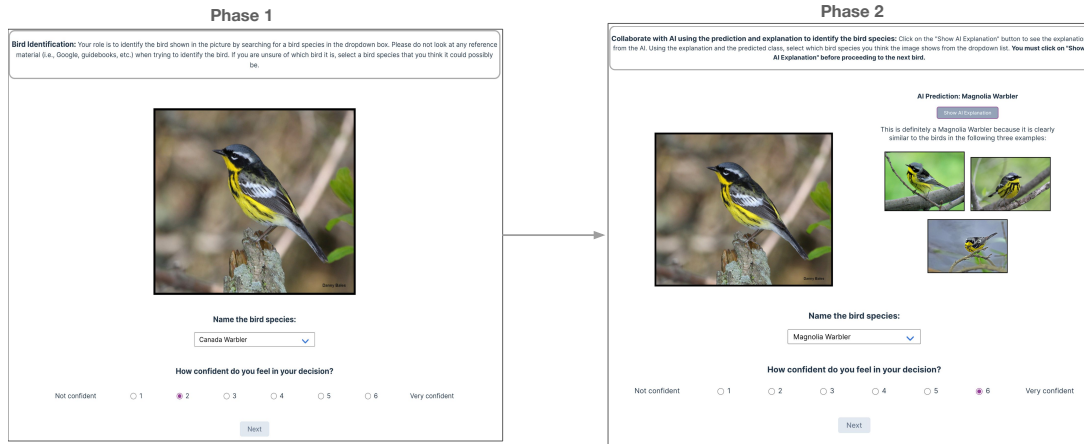 Phase 1
Bird Identification: Your role is to identify the bird shown in the picture by searching for a bird species in the dropdown box. Please do not look at any reference
material (i.e., Google, guidebooks, etc.) when trying to identify the bird. If you are unsure of which bird it is, select a bird species that you think it could possibly
be.
Name the bird species:
Canada Warbler
How confident do you feel in your decision?
Not confident 1 2 3 4 5 6 Very confident
Next
Phase 2
Collaborate with AI using the prediction and explanation to identify the bird species: Click on the "Show AI Explanation" button to see the explanation
from the AI. Using the explanation and the predicted class, select which bird species you think the image shows from the dropdown list. You must click on "Show
AI Explanation" before proceeding to the next bird.
AI Prediction: Magnolia Warbler
Show AI Explanation
This is definitely a Magnolia Warbler because it is clearly
similar to the birds in the following three examples:
Name the bird species:
Magnolia Warbler
How confident do you feel in your decision?
Not confident 1 2 3 4 5 6 Very confident
Next